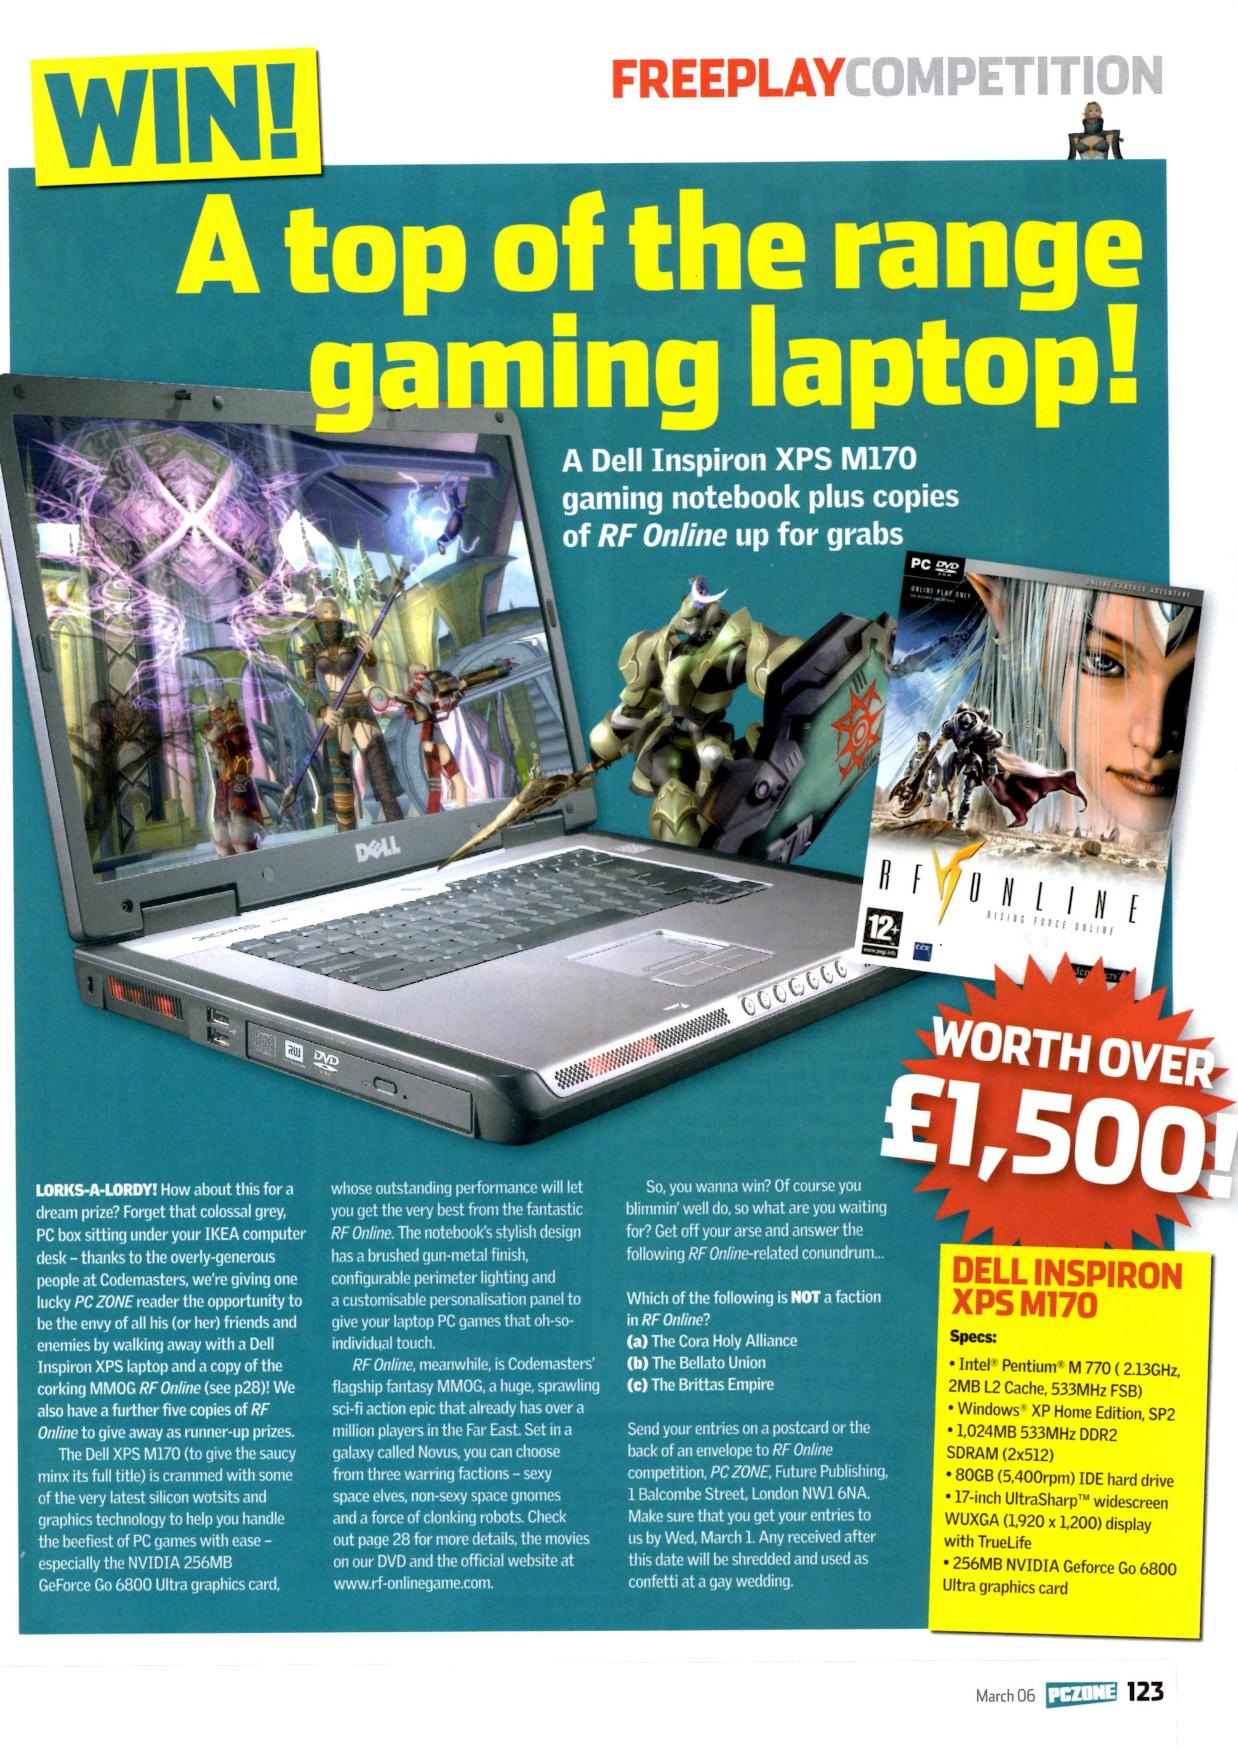 WIN!
FREEPLAYCOMPETITION
A top of the range
gaming laptop!
A Dell Inspiron XPS M170
gaming notebook plus copies
of RF Online up for grabs
DELL
RW
DVD
PC DVD
ONLINE PLAY ONLY
ONLINE FANTASY ADVENTURE
RF ONLINE
RISING FORCE ONLINE
12+
www.pegi.info
CCR
WORTH OVER
£1,500!
LORKS-A-LORDY! How about this for a
dream prize? Forget that colossal grey,
PC box sitting under your IKEA computer
desk – thanks to the overly-generous
people at Codemasters, we're giving one
lucky PC ZONE reader the opportunity to
be the envy of all his (or her) friends and
enemies by walking away with a Dell
Inspiron XPS laptop and a copy of the
corking MMOG RF Online (see p28)! We
also have a further five copies of RF
Online to give away as runner-up prizes.
The Dell XPS M170 (to give the saucy
minx its full title) is crammed with some
of the very latest silicon wotsits and
graphics technology to help you handle
the beefiest of PC games with ease –
especially the NVIDIA 256MB
GeForce Go 6800 Ultra graphics card,
whose outstanding performance will let
you get the very best from the fantastic
RF Online. The notebook's stylish design
has a brushed gun-metal finish,
configurable perimeter lighting and
a customisable personalisation panel to
give your laptop PC games that oh-so-
individual touch.
RF Online, meanwhile, is Codemasters'
flagship fantasy MMOG, a huge, sprawling
sci-fi action epic that already has over a
million players in the Far East. Set in a
galaxy called Novus, you can choose
from three warring factions – sexy
space elves, non-sexy space gnomes
and a force of clonking robots. Check
out page 28 for more details, the movies
on our DVD and the official website at
www.rf-onlinegame.com.
So, you wanna win? Of course you
blimmin' well do, so what are you waiting
for? Get off your arse and answer the
following RF Online-related conundrum...
Which of the following is NOT a faction
in RF Online?
(a) The Cora Holy Alliance
(b) The Bellato Union
(c) The Brittas Empire
Send your entries on a postcard or the
back of an envelope to RF Online
competition, PC ZONE, Future Publishing,
1 Balcombe Street, London NW1 6NA.
Make sure that you get your entries to
us by Wed, March 1. Any received after
this date will be shredded and used as
confetti at a gay wedding.
DELL INSPIRON
XPS M170
Specs:
• Intel® Pentium® M 770 ( 2.13GHz,
2MB L2 Cache, 533MHz FSB)
• Windows® XP Home Edition, SP2
• 1,024MB 533MHz DDR2
SDRAM (2x512)
• 80GB (5,400rpm) IDE hard drive
• 17-inch UltraSharp™ widescreen
WUXGA (1,920 x 1,200) display
with TrueLife
• 256MB NVIDIA Geforce Go 6800
Ultra graphics card
March 06 PCZONE 123